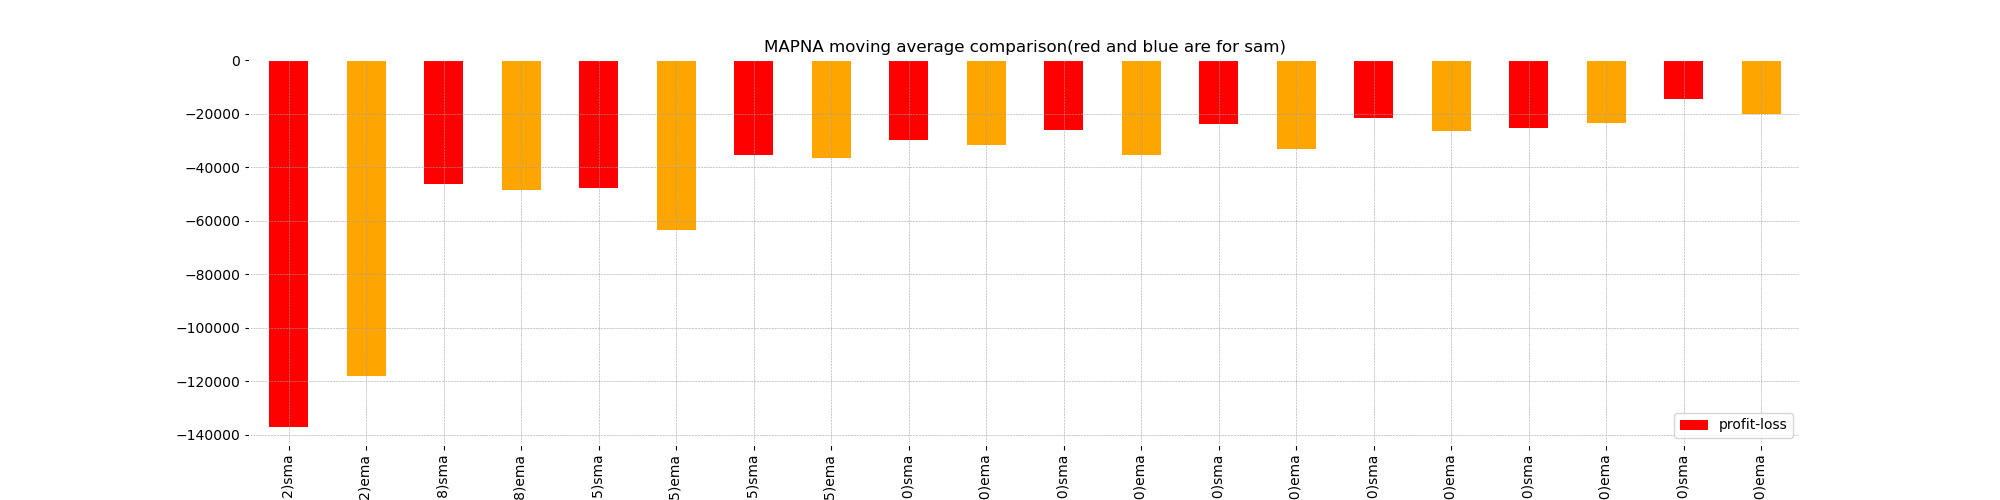 MAPNA moving average comparison(red and blue are for sam)
0
−20000
−40000
−60000
−80000
−100000
−120000
−140000
profit-loss
2)sma
2)ema
8)sma
8)ema
5)sma
5)ema
5)sma
5)ema
0)sma
0)ema
0)sma
0)ema
0)sma
0)ema
0)sma
0)ema
0)sma
0)ema
0)sma
0)ema